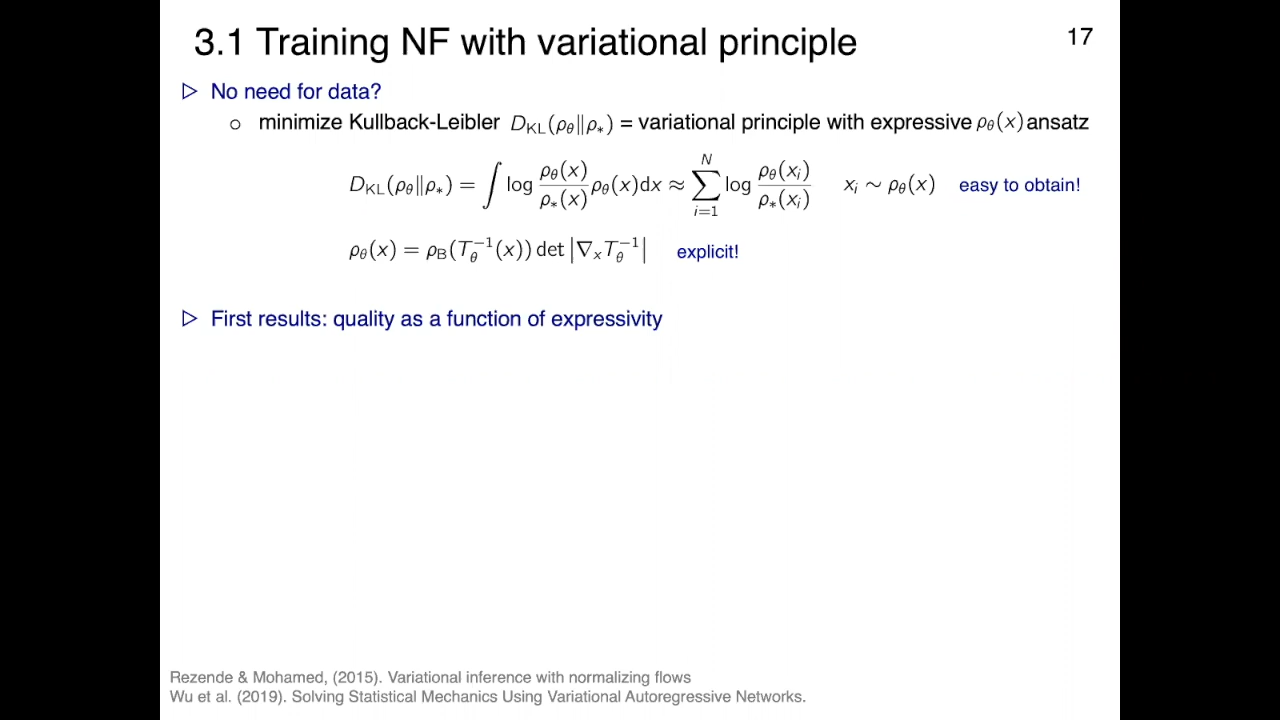 3.1 Training NF with variational principle
17
▷ No need for data?
○ minimize Kullback-Leibler D_KL(ρ_θ‖ρ_*) = variational principle with expressive ρ_θ(x) ansatz
D_KL(ρ_θ‖ρ_*) = ∫ log ρ_θ(x)/ρ_*(x) ρ_θ(x)dx ≈ ∑_{i=1}^{N} log ρ_θ(x_i)/ρ_*(x_i)   x_i ∼ ρ_θ(x)   easy to obtain!
ρ_θ(x) = ρ_B(T_θ^{-1}(x)) det |∇_x T_θ^{-1}|   explicit!
▷ First results: quality as a function of expressivity
Rezende & Mohamed, (2015). Variational inference with normalizing flows
Wu et al. (2019). Solving Statistical Mechanics Using Variational Autoregressive Networks.